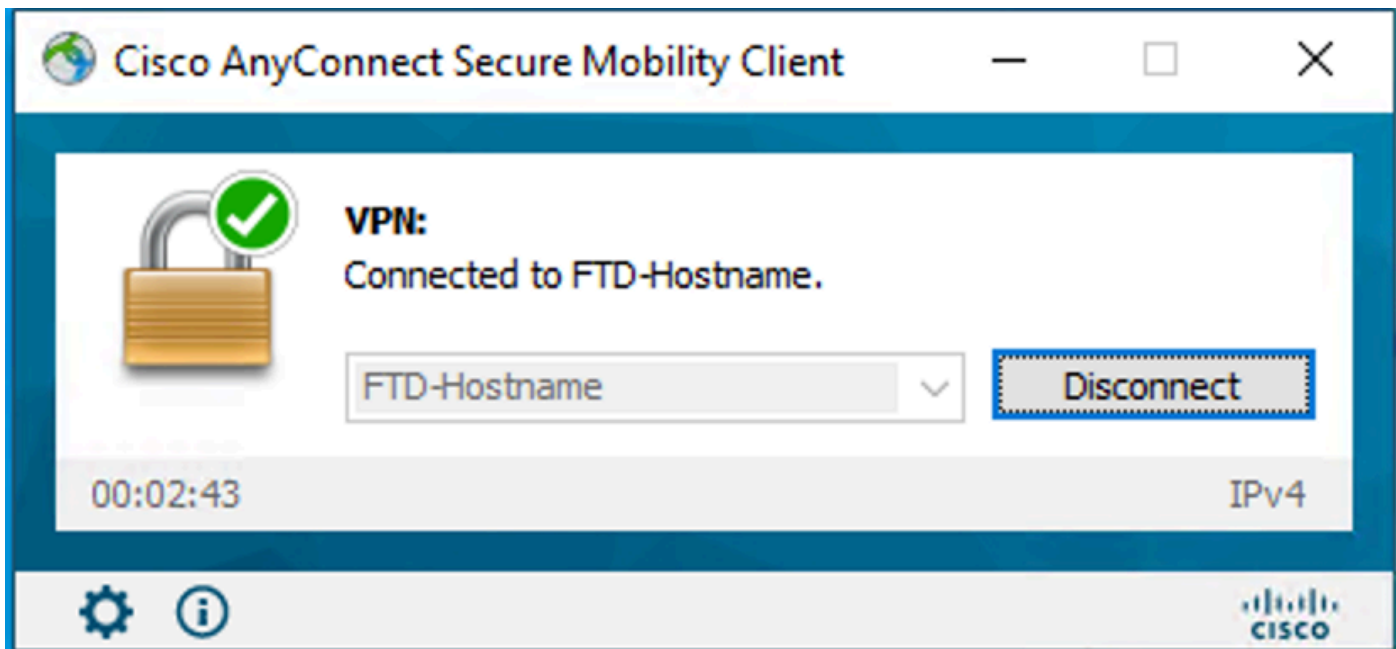 Cisco AnyConnect Secure Mobility Client
VPN:
Connected to FTD-Hostname.
FTD-Hostname
Disconnect
00:02:43
IPv4
CISCO